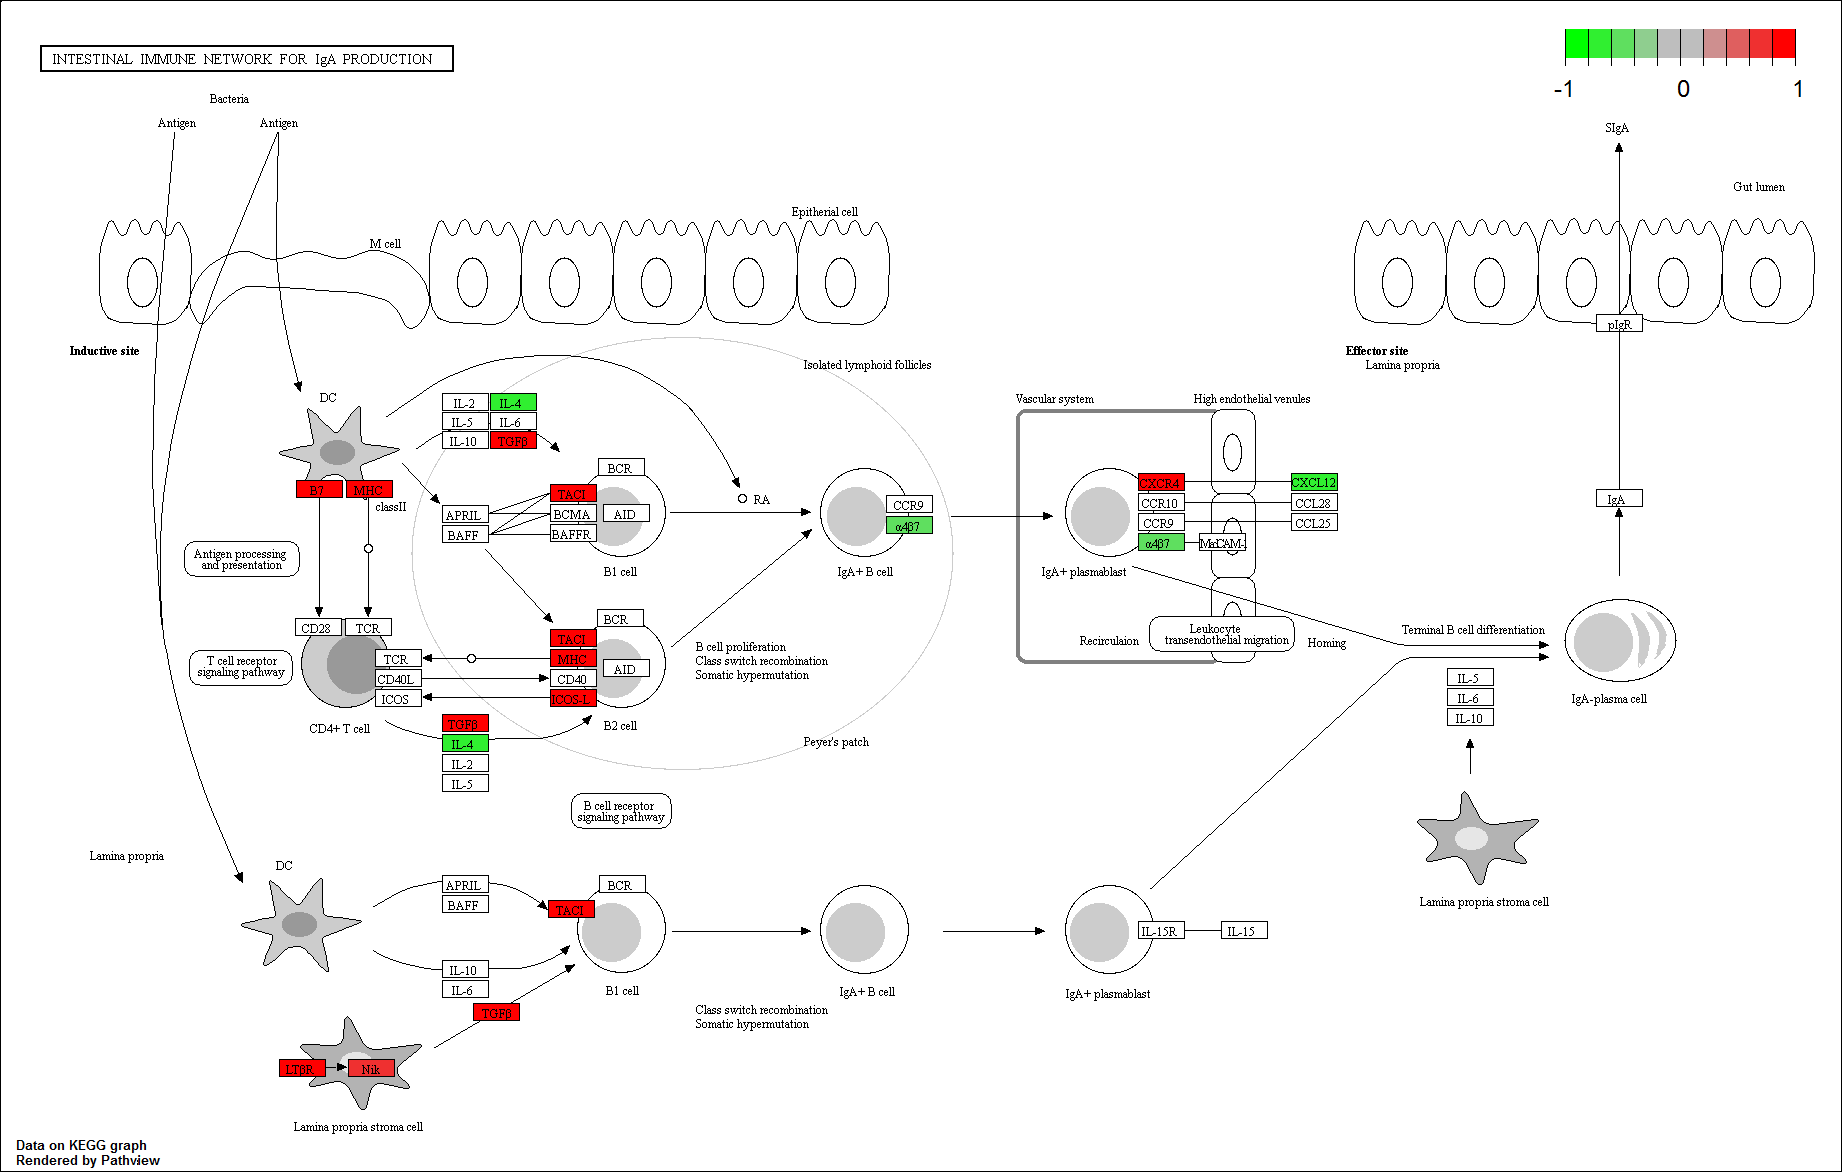 INTESTINAL IMMUNE NETWORK FOR IgA PRODUCTION
-1 0 1
Bacteria
Antigen
Antigen
SIgA
Gut lumen
Epitherial cell
M cell
pIgR
Inductive site
Effector site
Lamina propria
Isolated lymphoid follicles
DC
IL-2
IL-4
IL-5
IL-6
IL-10
TGFβ
B7
MHC
classII
BCR
TACI
BCMA
BAFFR
AID
APRIL
BAFF
B1 cell
RA
CCR9
α4β7
IgA+ B cell
Vascular system
High endothelial venules
CXCR4
CCR10
CCR9
α4β7
CXCL12
CCL28
CCL25
IgA+ plasmablast
IgA
Antigen processing
and presentation
CD28
TCR
TCR
CD40L
ICOS
T cell receptor
signaling pathway
CD4+ T cell
BCR
TACI
MHC
CD40
ICOS-L
AID
B2 cell
B cell proliferation
Class switch recombination
Somatic hypermutation
TGFβ
IL-4
IL-2
IL-5
Peyer's patch
Recirculaion
Leukocyte
transendothelial migration
Homing
Terminal B cell differentiation
IL-5
IL-6
IL-10
IgA-plasma cell
B cell receptor
signaling pathway
Lamina propria
DC
APRIL
BAFF
BCR
TACI
IL-10
IL-6
TGFβ
B1 cell
IgA+ B cell
IL-15R
IL-15
IgA+ plasmablast
Lamina propria stroma cell
Class switch recombination
Somatic hypermutation
LTβR
Nik
Lamina propria stroma cell
Data on KEGG graph
Rendered by Pathview